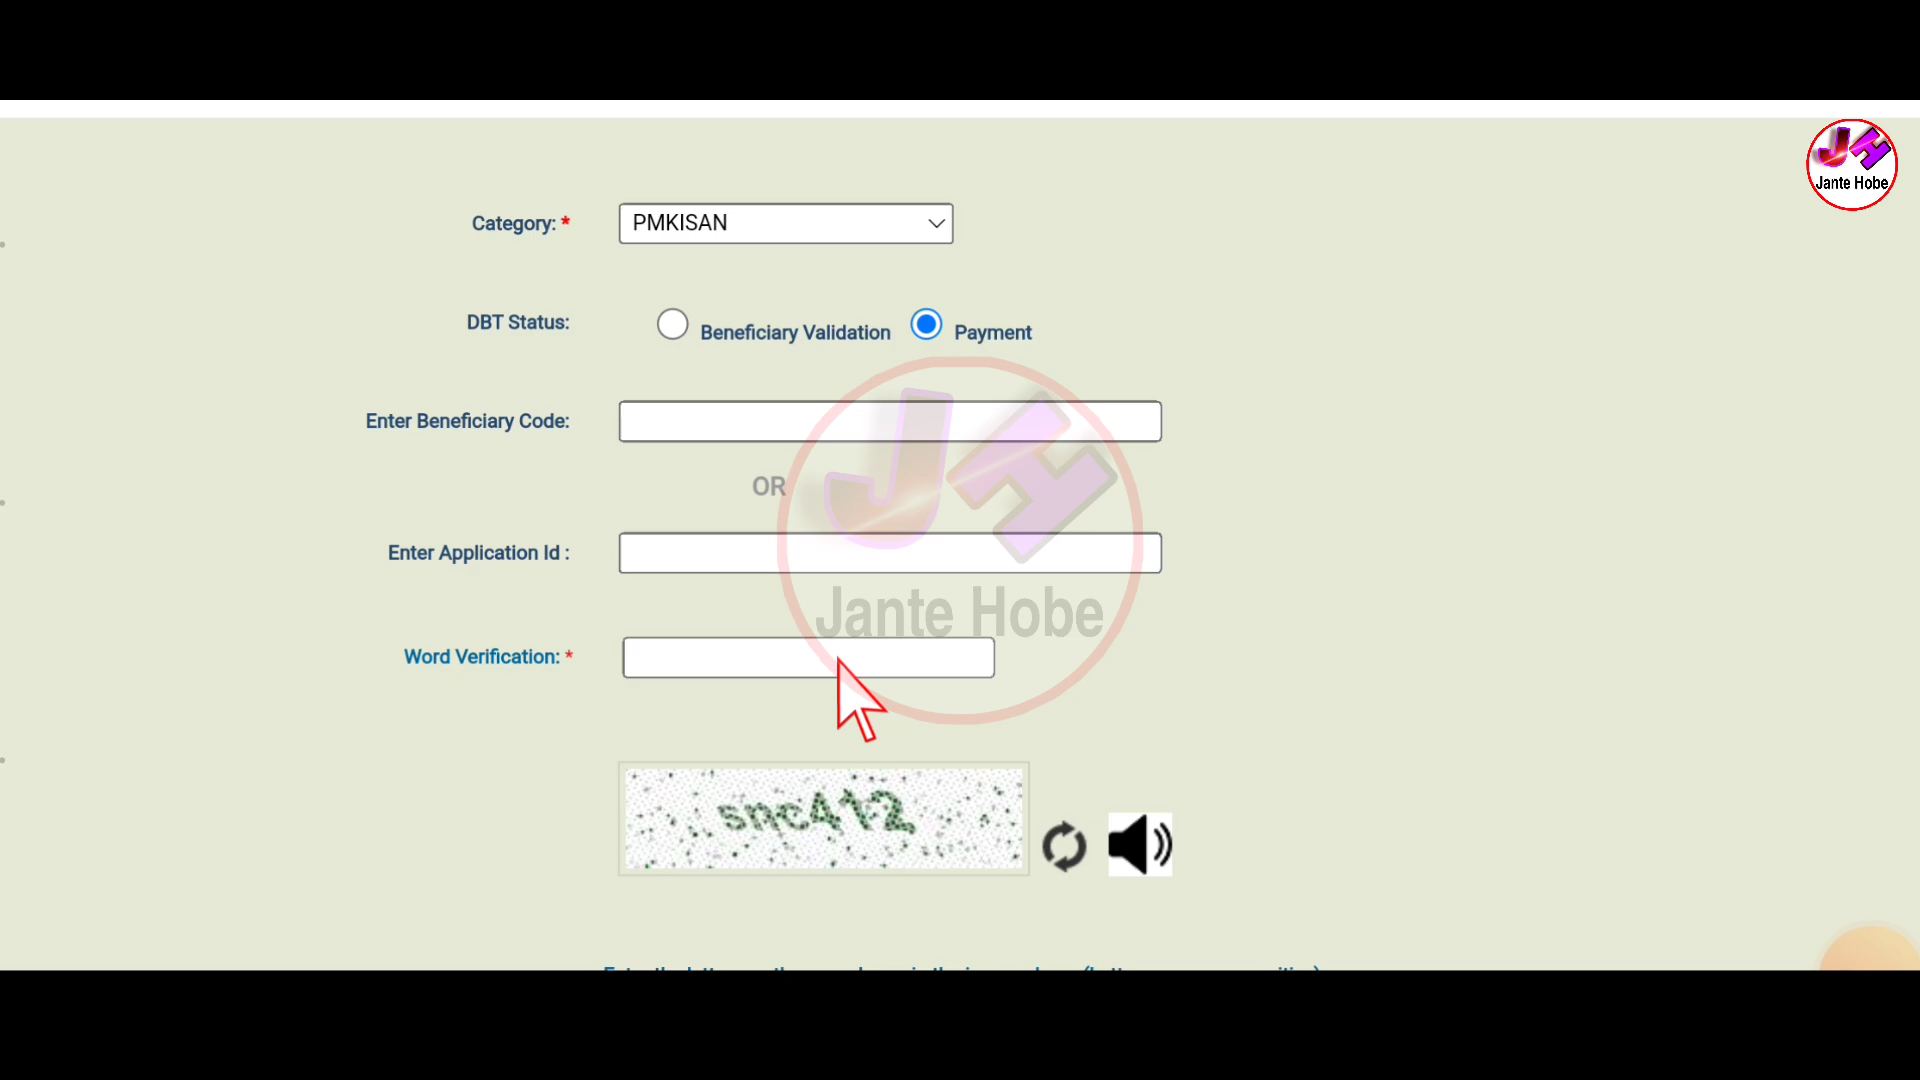 Jante Hobe
Category: *
PMKISAN
DBT Status:
Beneficiary Validation
Payment
Enter Beneficiary Code:
OR
Enter Application Id :
Jante Hobe
Word Verification: *
snc412